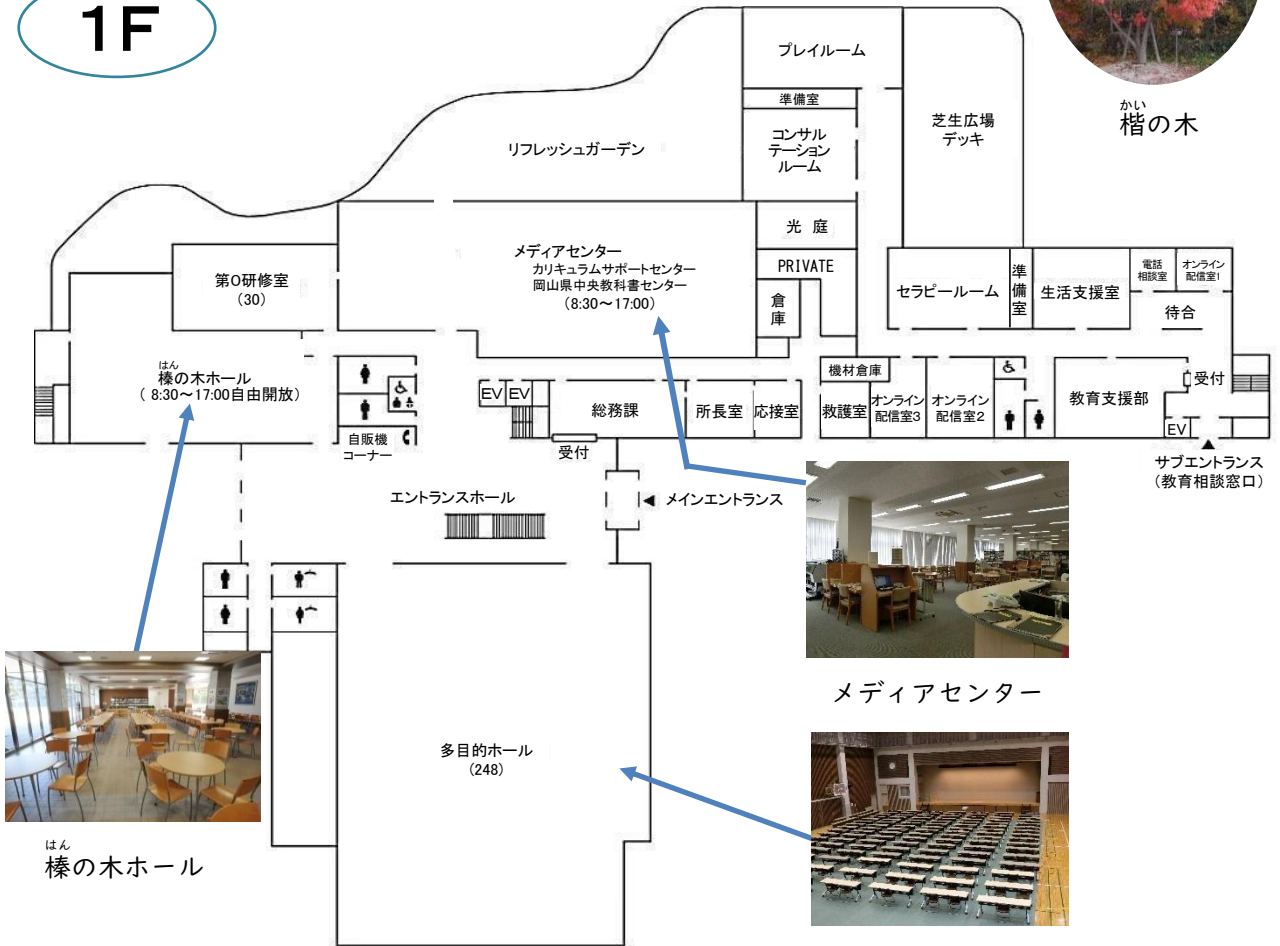 1F
かい
楷の木
プレイルーム
準備室
コンサル
テーション
ルーム
芝生広場
デッキ
リフレッシュガーデン
光 庭
PRIVATE
倉
庫
メディアセンター
カリキュラムサポートセンター
岡山県中央教科書センター
(8:30～17:00)
第0研修室
(30)
セラピールーム
準
備
室
生活支援室
電話
相談室
オンライン
配信室1
待合
はん
榛の木ホール
( 8:30～17:00自由開放)
自販機
コーナー
EV
EV
総務課
所長室
応接室
受付
機材倉庫
救護室
オンライン
配信室3
オンライン
配信室2
教育支援部
受付
EV
サブエントランス
(教育相談窓口)
エントランスホール
メインエントランス
多目的ホール
(248)
メディアセンター
はん
榛の木ホール